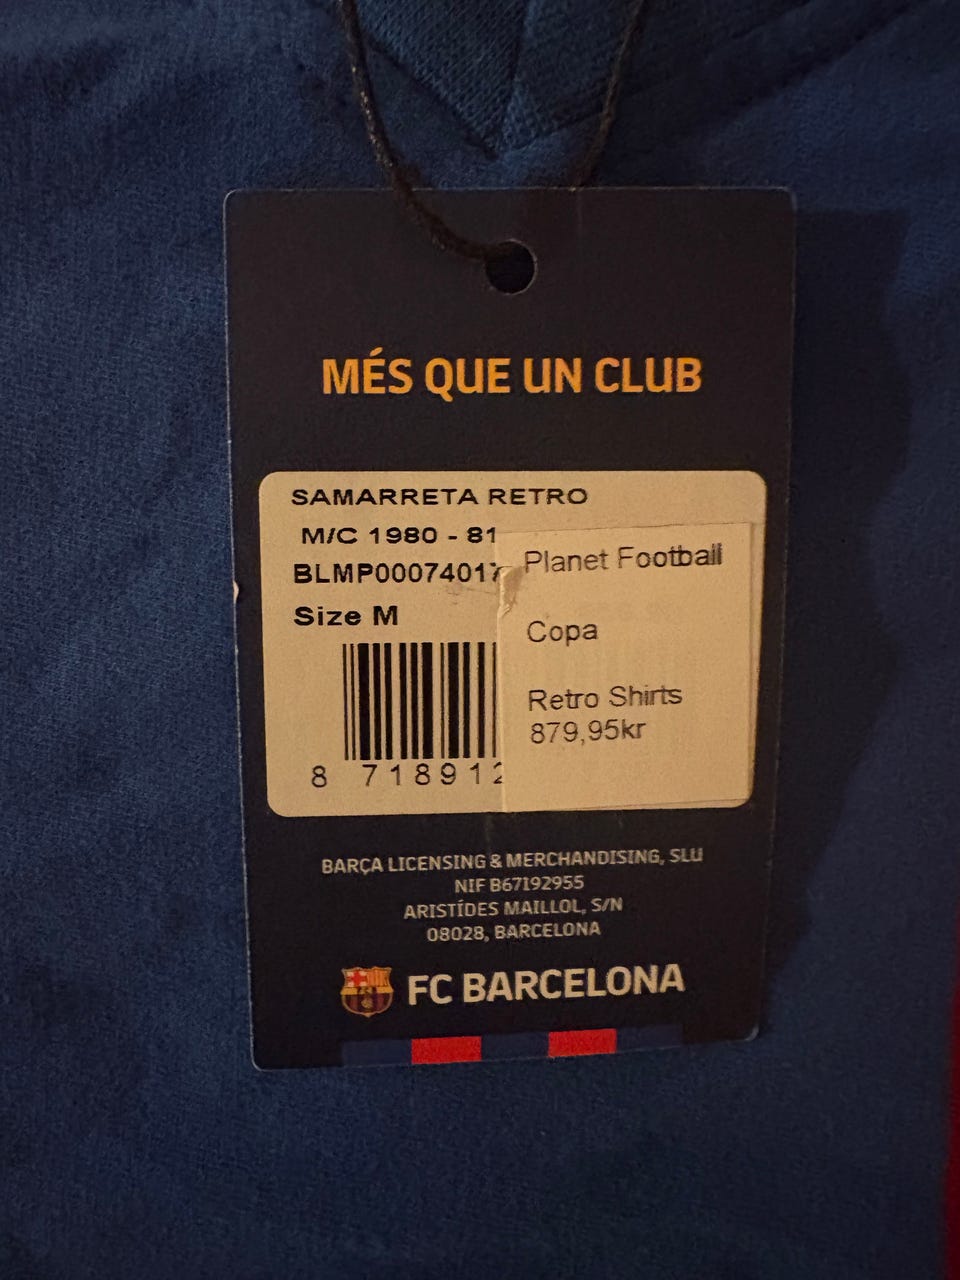 MÉS QUE UN CLUB
SAMARRETA RETRO
M/C 1980 - 81
BLMP00074017
Size M
8 718912
Planet Football
Copa
Retro Shirts
879,95kr
BARÇA LICENSING & MERCHANDISING, SLU
NIF B67192955
ARISTÍDES MAILLOL, S/N
08028, BARCELONA
FC BARCELONA